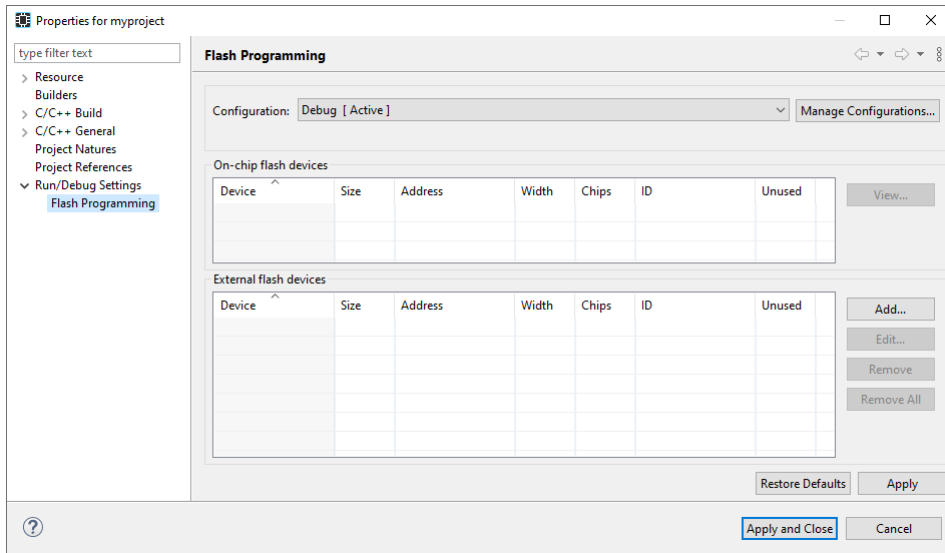 Properties for myproject
type filter text
Flash Programming
Resource
Builders
C/C++ Build
C/C++ General
Project Natures
Project References
Run/Debug Settings
Flash Programming
Configuration: Debug [ Active ] Manage Configurations...
On-chip flash devices
Device Size Address Width Chips ID Unused
View...
External flash devices
Device Size Address Width Chips ID Unused
Add...
Edit...
Remove
Remove All
Restore Defaults Apply
Apply and Close Cancel